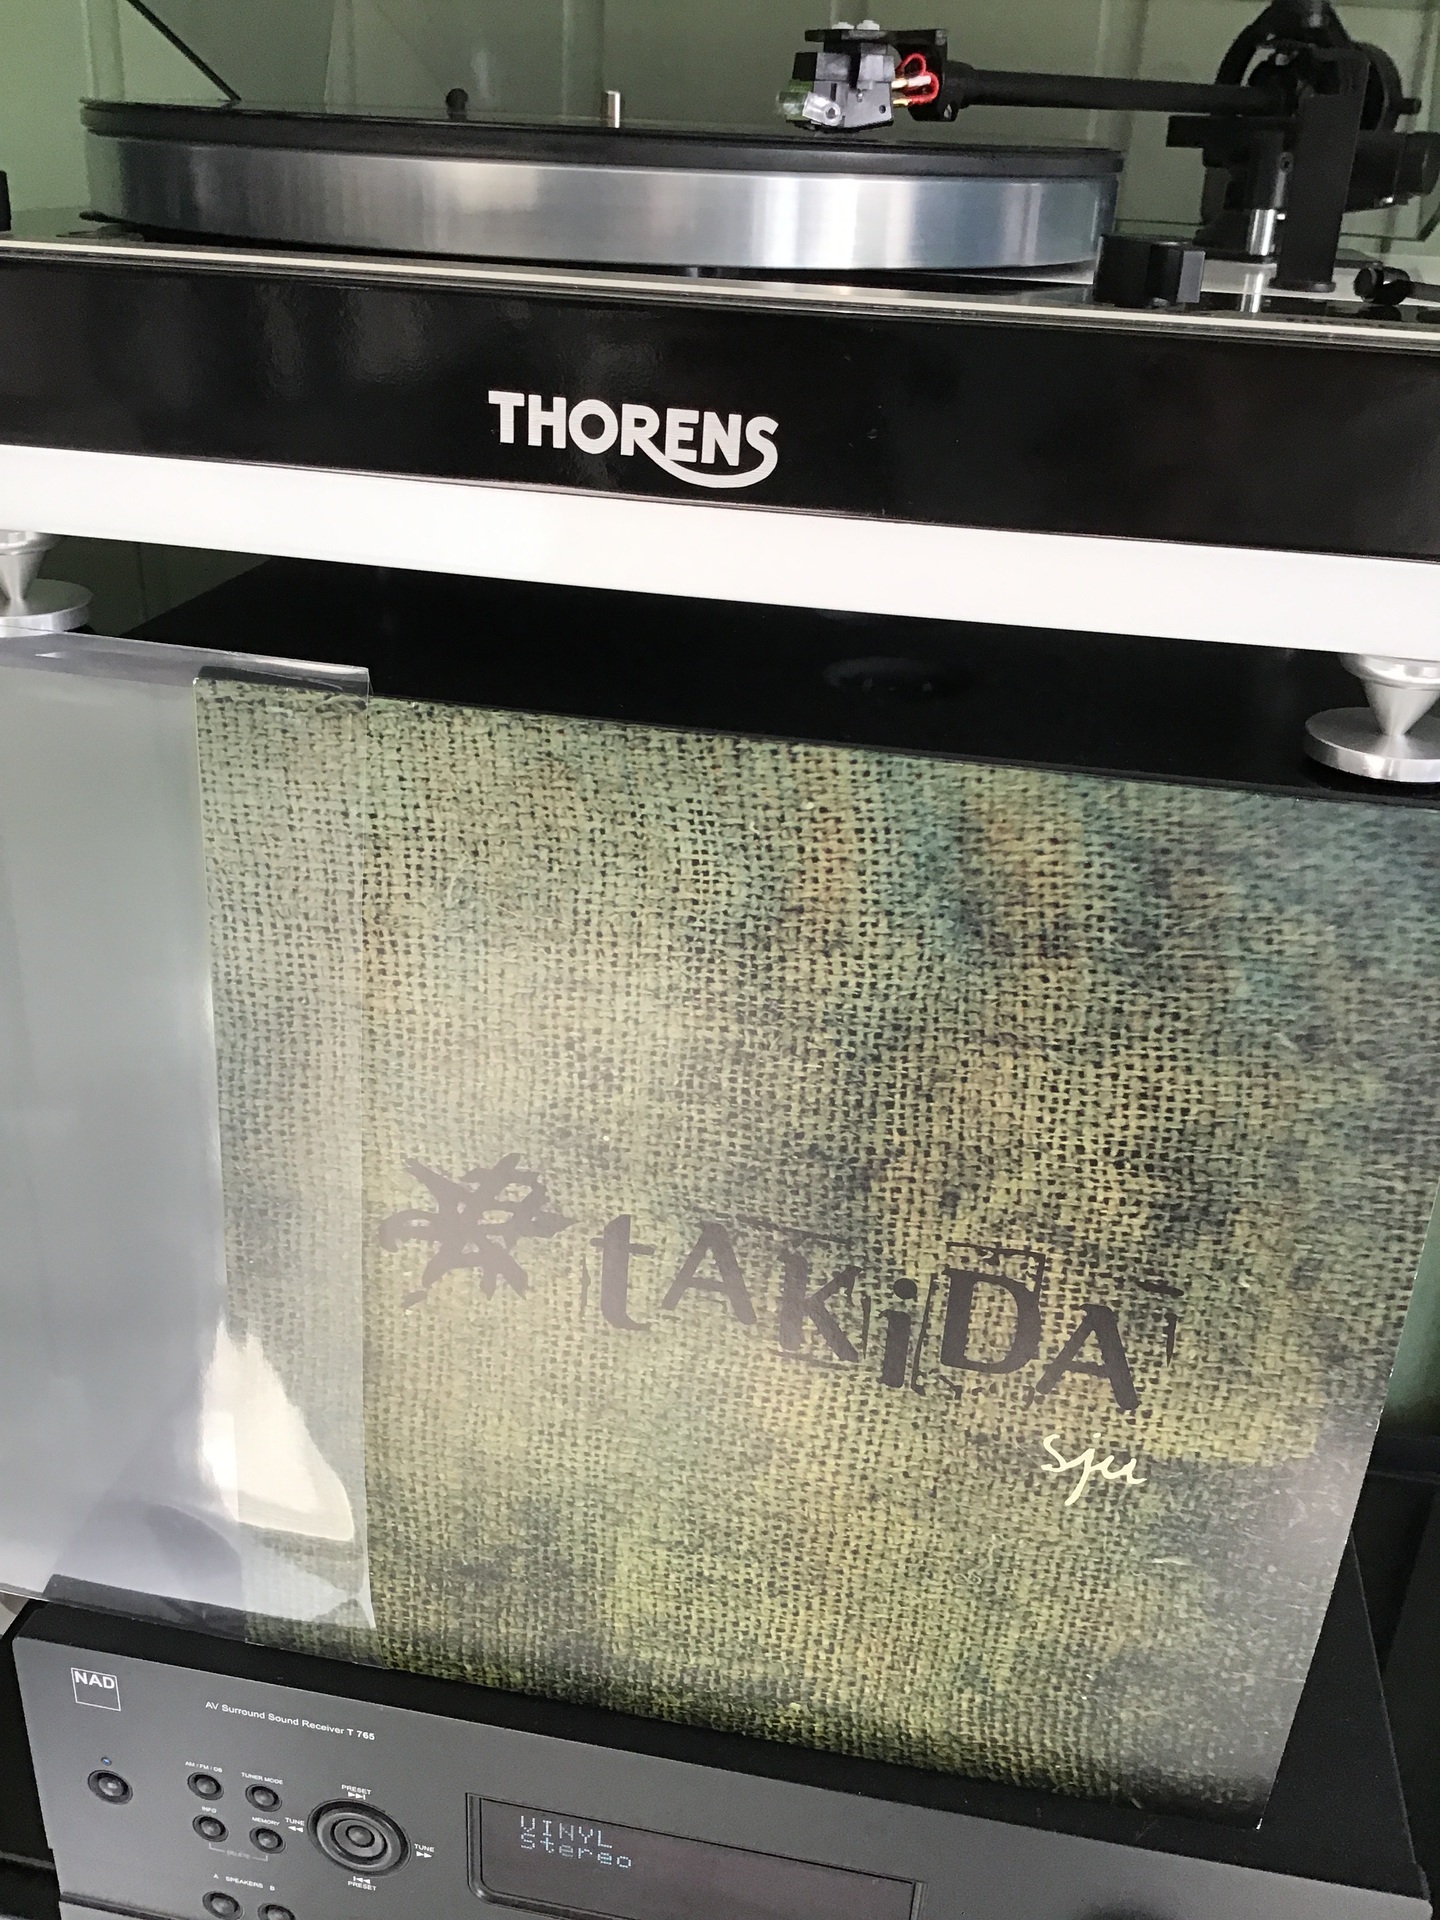 THORENS
tAKiDA
sju
NAD
AV Surround Sound Receiver T 765
AM / FM / DB
TUNER MODE
PRESET
INFO
MEMORY
TUNE
DELETE
TUNE
PRESET
A SPEAKERS B
VINYL
Stereo